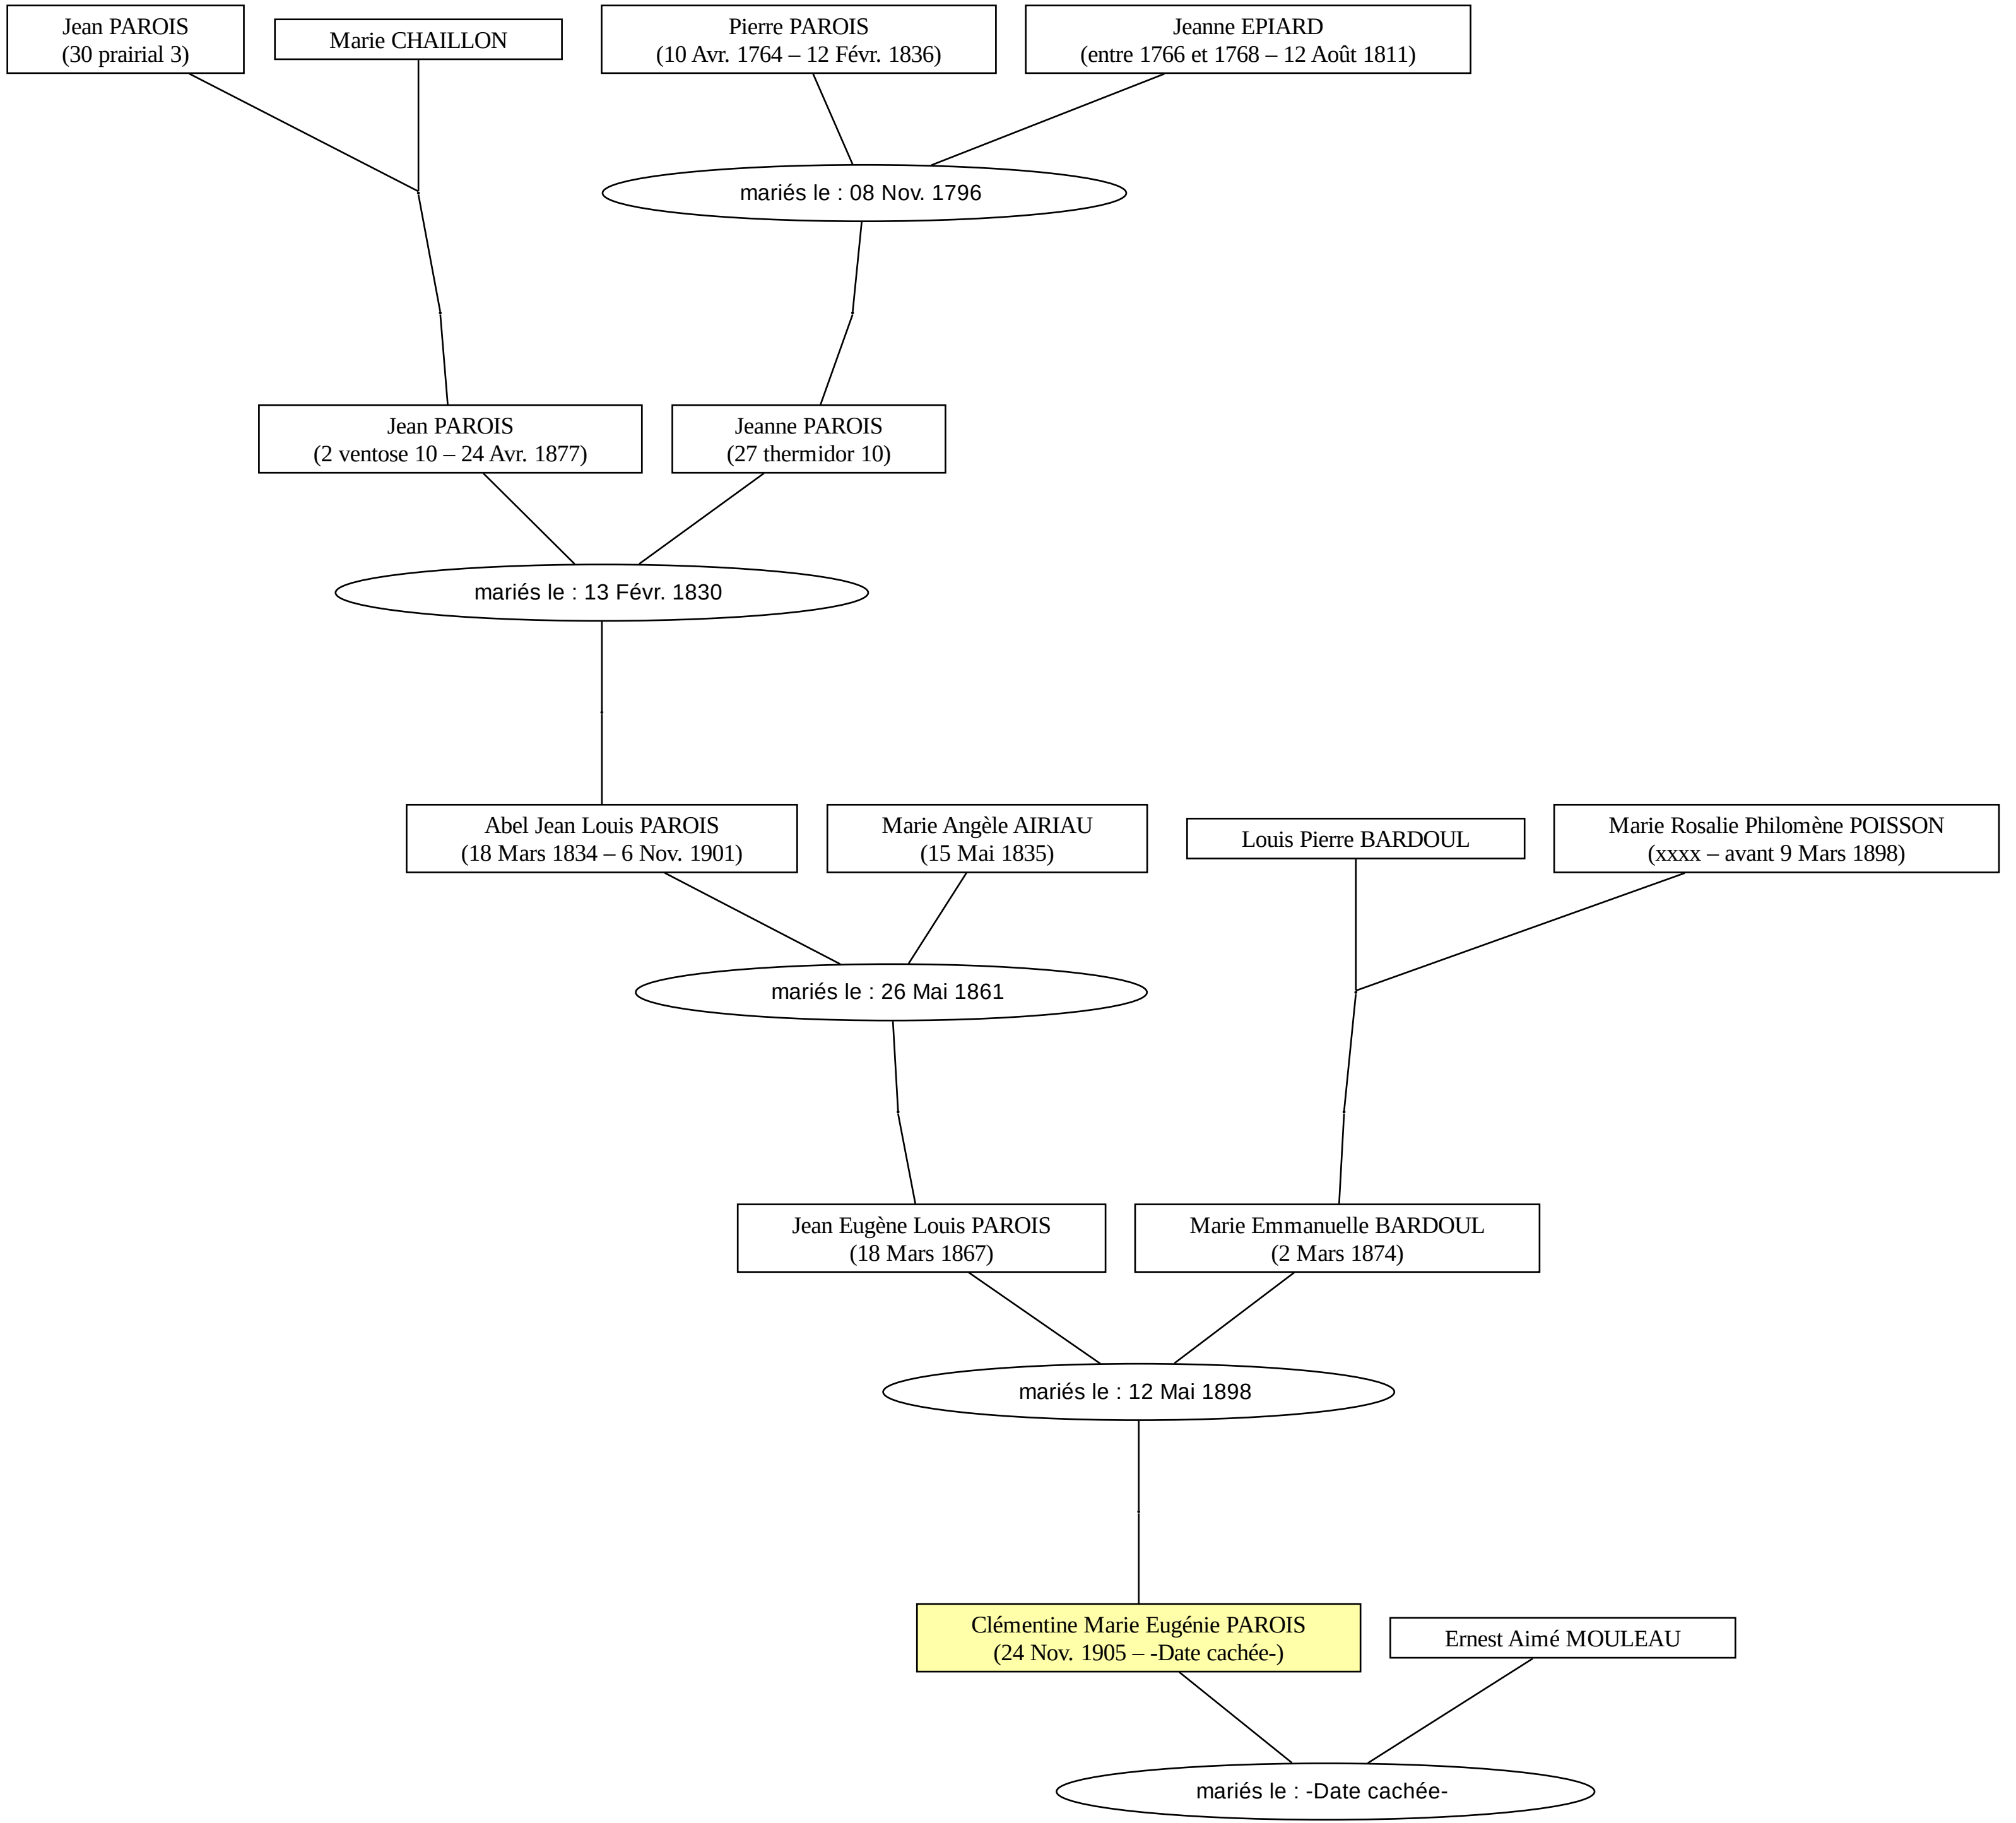 Jean PAROIS
(30 prairial 3)
Marie CHAILLON
Pierre PAROIS
(10 Avr. 1764 – 12 Févr. 1836)
Jeanne EPIARD
(entre 1766 et 1768 – 12 Août 1811)
mariés le : 08 Nov. 1796
Jean PAROIS
(2 ventose 10 – 24 Avr. 1877)
Jeanne PAROIS
(27 thermidor 10)
mariés le : 13 Févr. 1830
Abel Jean Louis PAROIS
(18 Mars 1834 – 6 Nov. 1901)
Marie Angèle AIRIAU
(15 Mai 1835)
Louis Pierre BARDOUL
Marie Rosalie Philomène POISSON
(xxxx – avant 9 Mars 1898)
mariés le : 26 Mai 1861
Jean Eugène Louis PAROIS
(18 Mars 1867)
Marie Emmanuelle BARDOUL
(2 Mars 1874)
mariés le : 12 Mai 1898
Clémentine Marie Eugénie PAROIS
(24 Nov. 1905 – -Date cachée-)
Ernest Aimé MOULEAU
mariés le : -Date cachée-